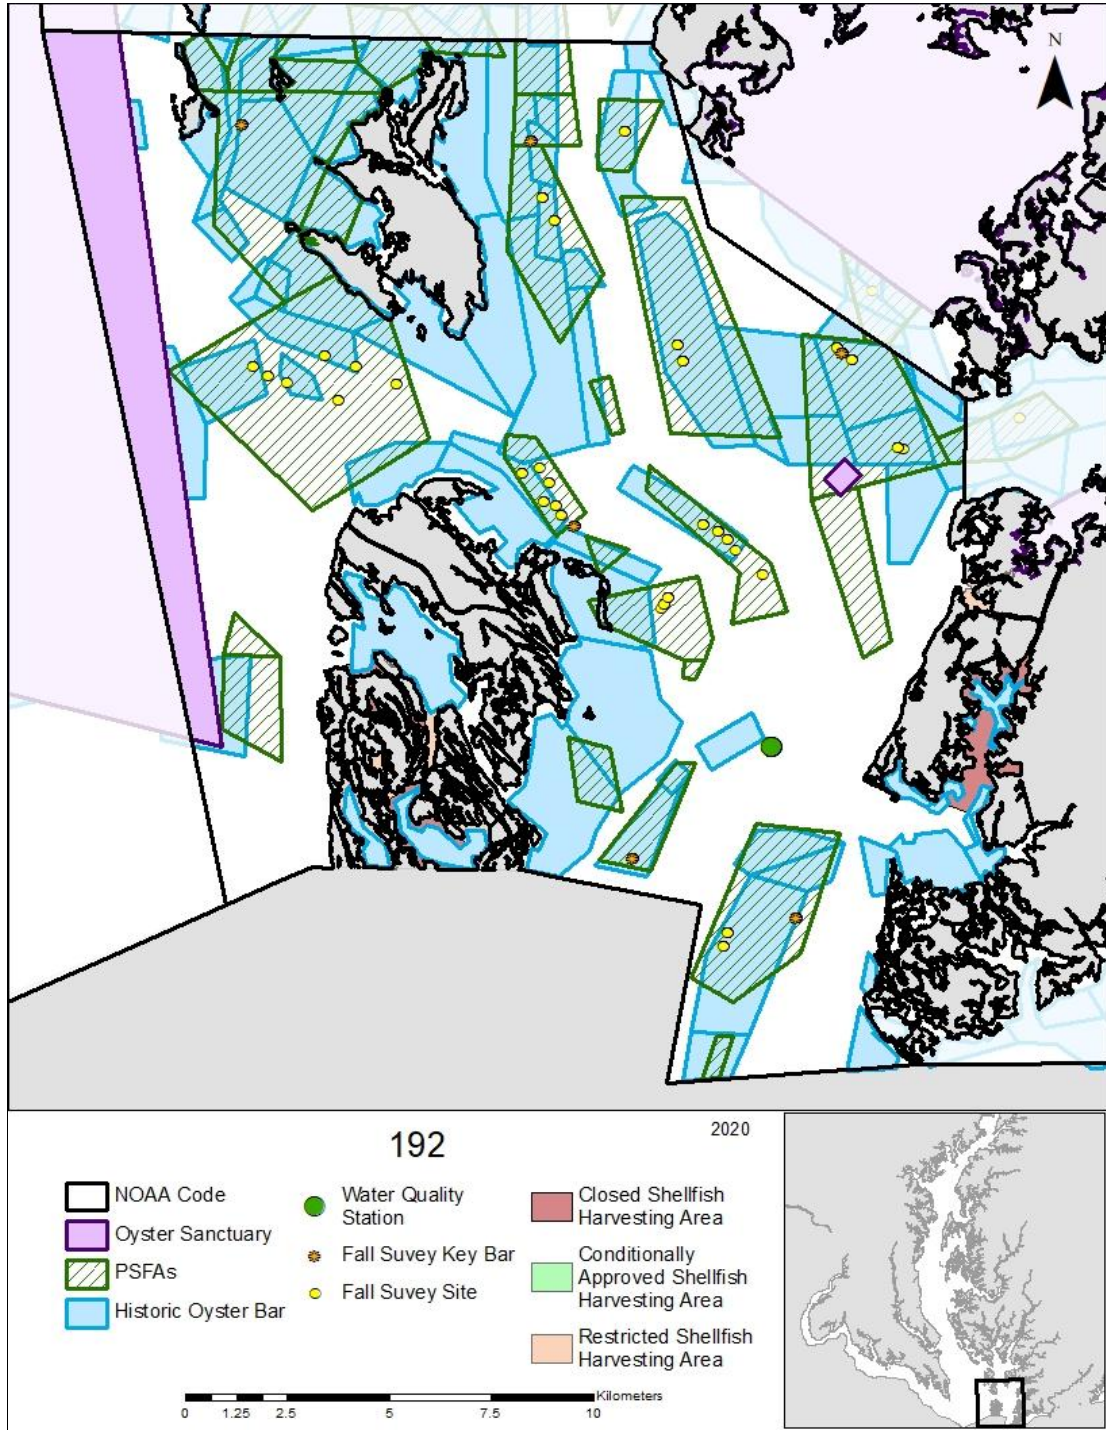 N
192
2020
NOAA Code
Oyster Sanctuary
PSFAs
Historic Oyster Bar
Water Quality
Station
Fall Suvey Key Bar
Fall Suvey Site
Closed Shellfish
Harvesting Area
Conditionally
Approved Shellfish
Harvesting Area
Restricted Shellfish
Harvesting Area
Kilometers
0 1.25 2.5 5 7.5 10